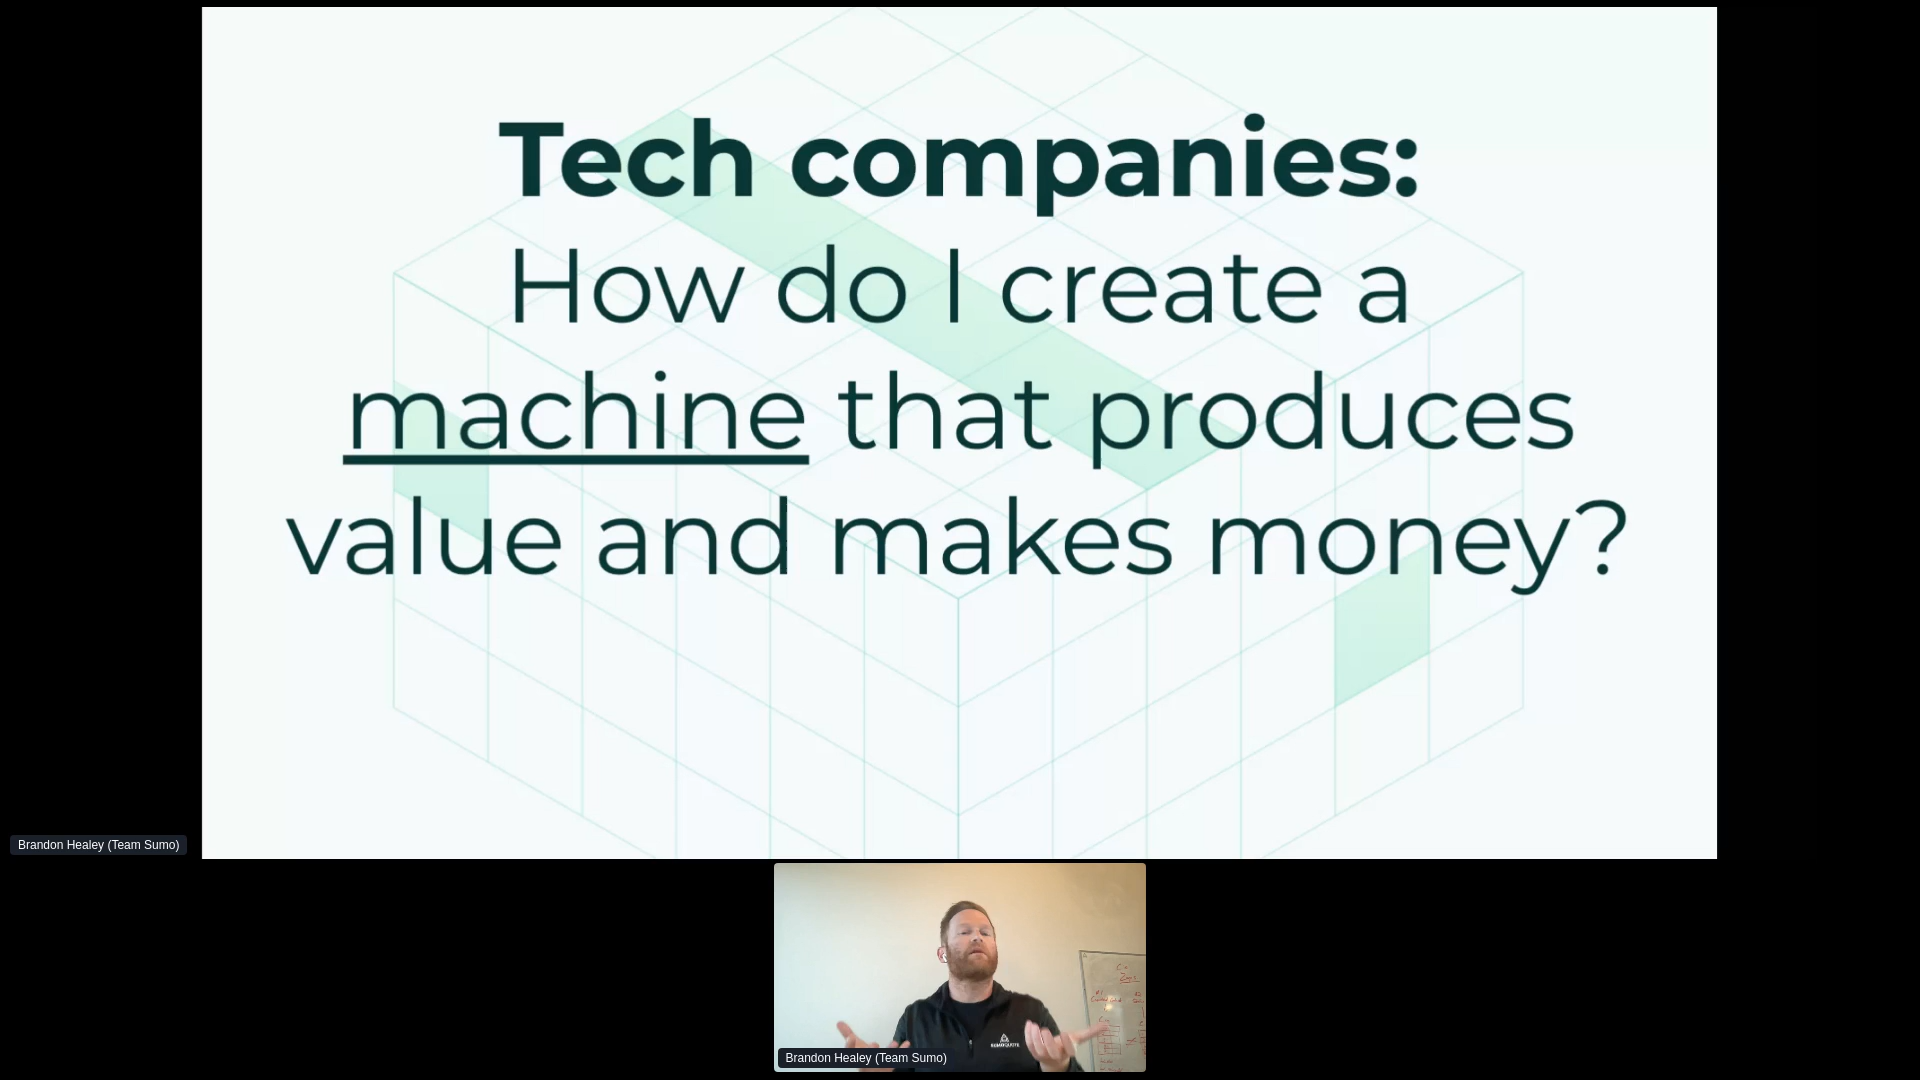 Tech companies:
How do I create a
machine that produces
value and makes money?
Brandon Healey (Team Sumo)
SUMOQUOTE
Brandon Healey (Team Sumo)